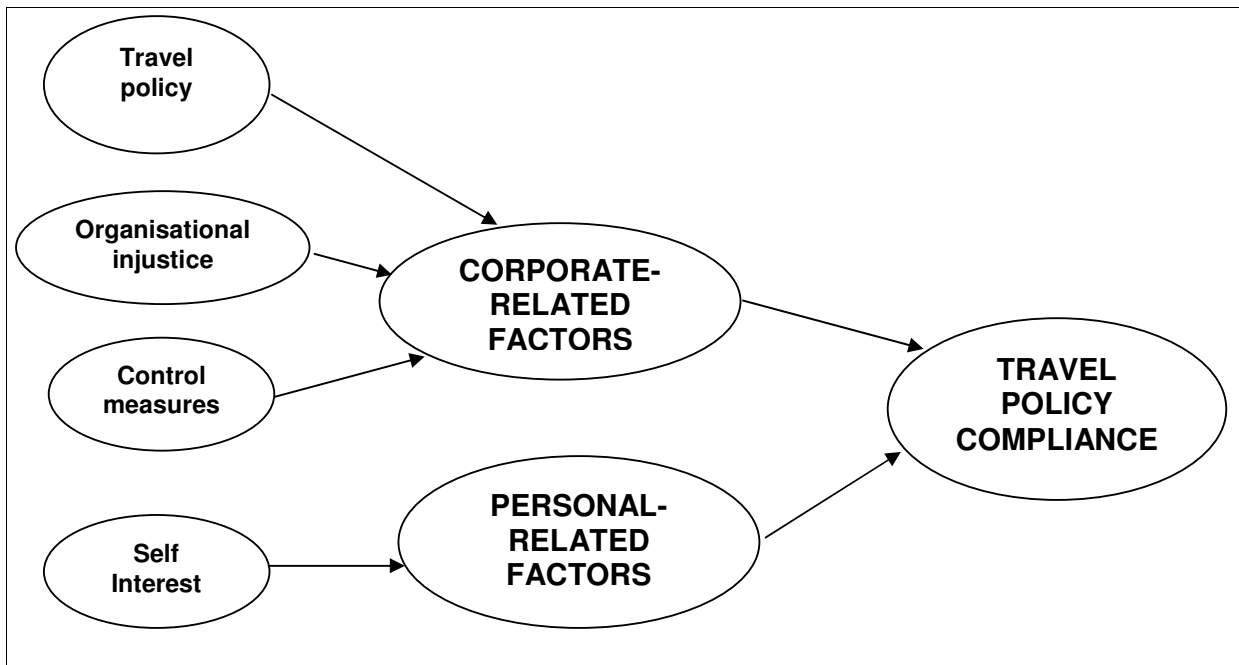 Travel
policy
Organisational
injustice
Control
measures
Self
Interest
CORPORATE-
RELATED
FACTORS
PERSONAL-
RELATED
FACTORS
TRAVEL
POLICY
COMPLIANCE